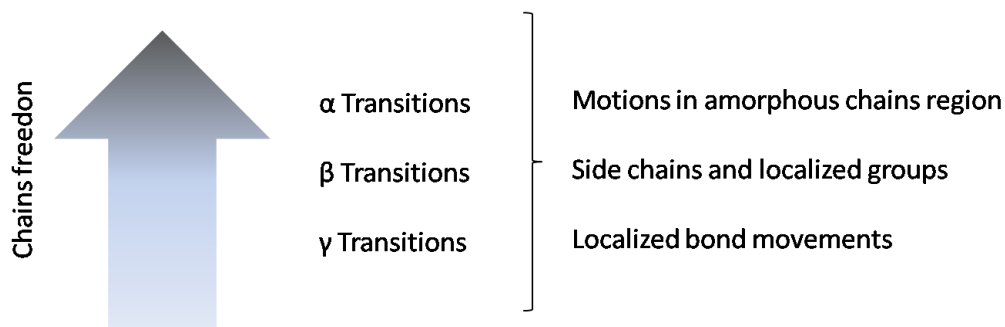 Chains freedon
α Transitions
Motions in amorphous chains region
β Transitions
Side chains and localized groups
γ Transitions
Localized bond movements